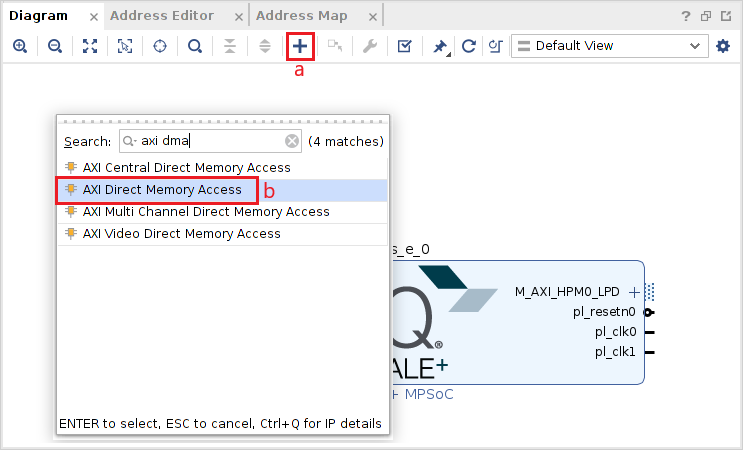 Diagram × Address Editor × Address Map × ?
a
Default View
Search: axi dma (4 matches)
AXI Central Direct Memory Access
AXI Direct Memory Access b
AXI Multi Channel Direct Memory Access
AXI Video Direct Memory Access
s_e_0
M_AXI_HPM0_LPD
pl_resetn0
pl_clk0
pl_clk1
ALE+
+ MPSoC
ENTER to select, ESC to cancel, Ctrl+Q for IP details